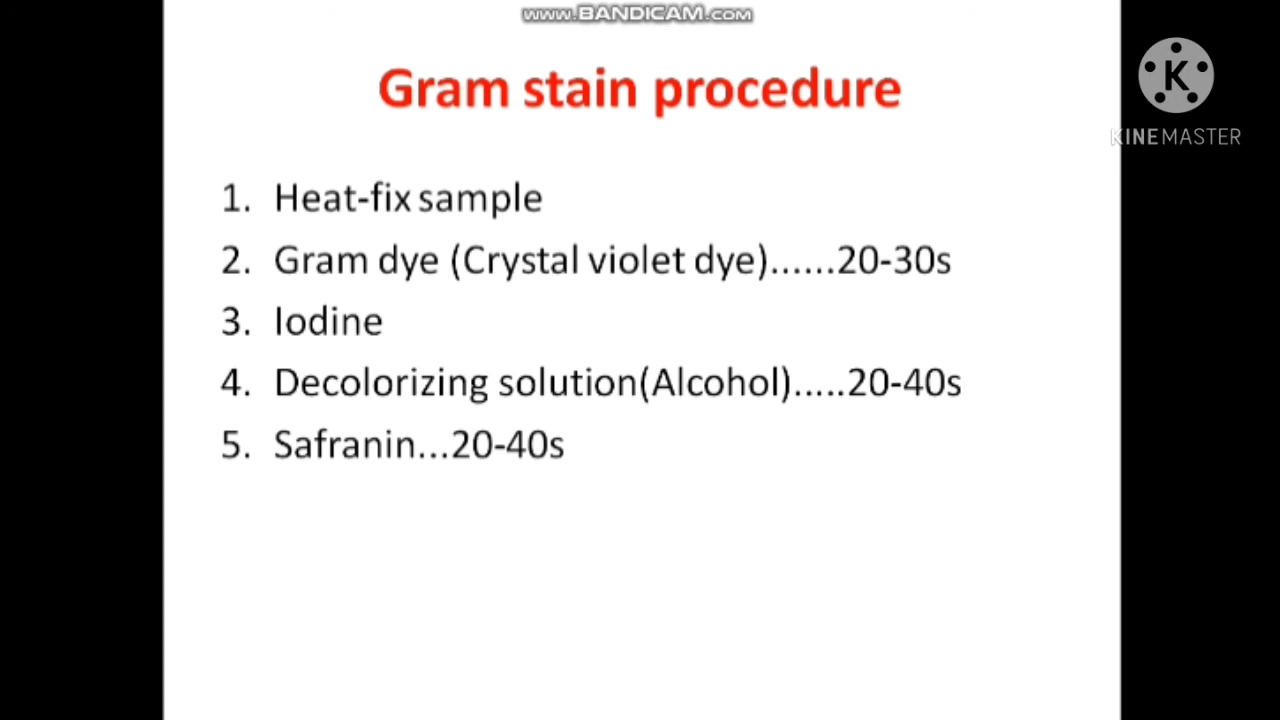 www.BANDICAM.com
Gram stain procedure
K
KINEMASTER
1. Heat-fix sample
2. Gram dye (Crystal violet dye)......20-30s
3. Iodine
4. Decolorizing solution(Alcohol).....20-40s
5. Safranin...20-40s